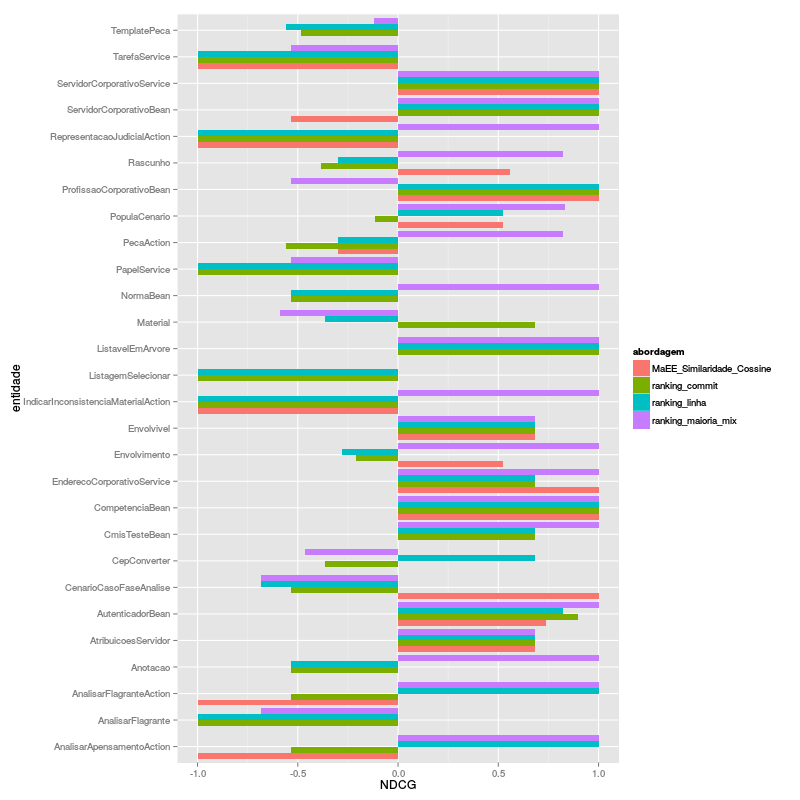 TemplatePeca
TarefaService
ServidorCorporativoService
ServidorCorporativoBean
RepresentacaoJudicialAction
Rascunho
ProfissaoCorporativoBean
PopulaCenario
PecaAction
PapelService
NormaBean
Material
ListavelEmArvore
ListagemSelecionar
IndicarInconsistenciaMaterialAction
Envolvivel
Envolvimento
EnderecoCorporativoService
CompetenciaBean
CmisTesteBean
CepConverter
CenarioCasoFaseAnalise
AutenticadorBean
AtribuicoesServidor
Anotacao
AnalisarFlagranteAction
AnalisarFlagrante
AnalisarApensamentoAction
entidade
-1.0 -0.5 0.0 0.5 1.0
NDCG
abordagem
MaEE_Similaridade_Cossine
ranking_commit
ranking_linha
ranking_maioria_mix